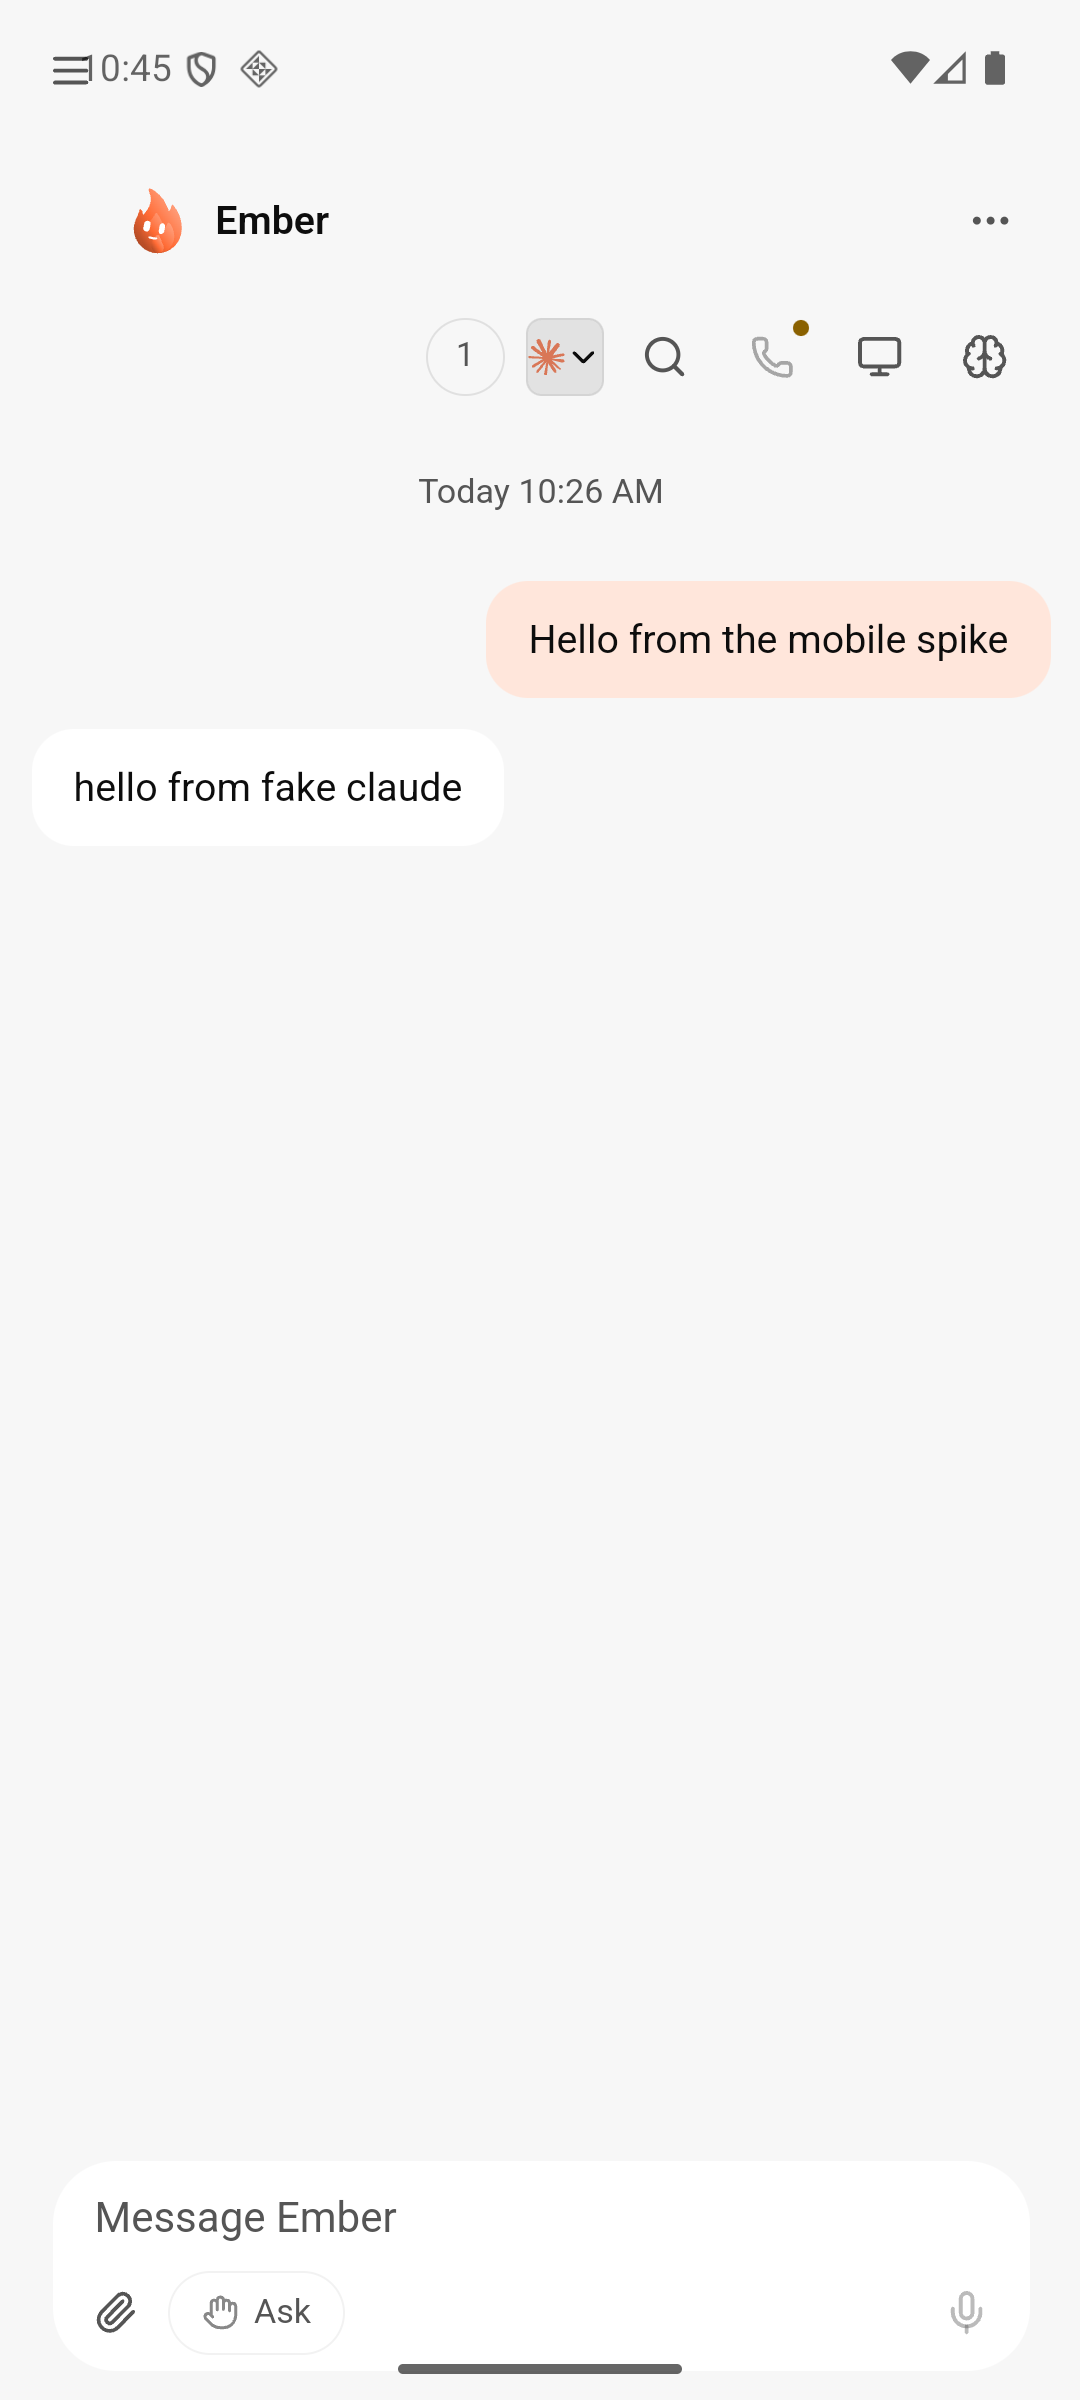 10:45
Ember
1
Today 10:26 AM
Hello from the mobile spike
hello from fake claude
Message Ember
Ask